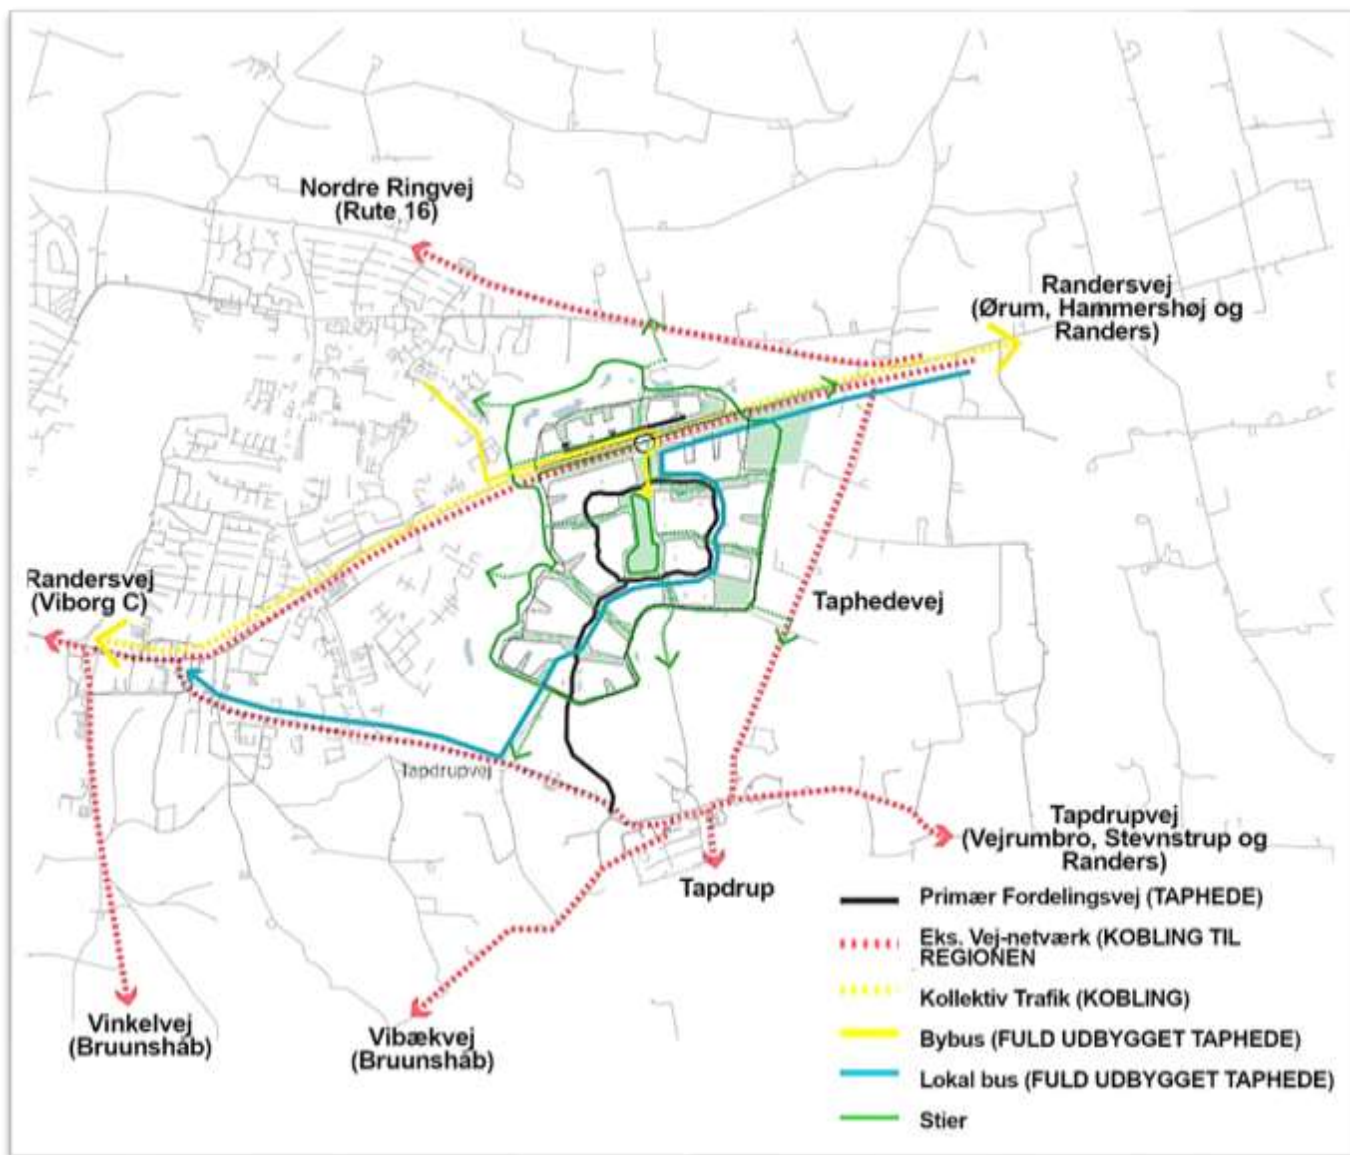 Nordre Ringvej
(Rute 16)
Randersvej
(Ørum, Hammershøj og
Randers)
Randersvej
(Viborg C)
Taphedevej
Tapdrupvej
Tapdrupvej
(Vejrumbro, Stevnstrup og
Randers)
Tapdrup
Vinkelvej
(Bruunshåb)
Vibækvej
(Bruunshåb)
Primær Fordelingsvej (TAPHEDE)
Eks. Vej-netværk (KOBLING TIL
REGIONEN
Kollektiv Trafik (KOBLING)
Bybus (FULD UDBYGGET TAPHEDE)
Lokal bus (FULD UDBYGGET TAPHEDE)
Stier